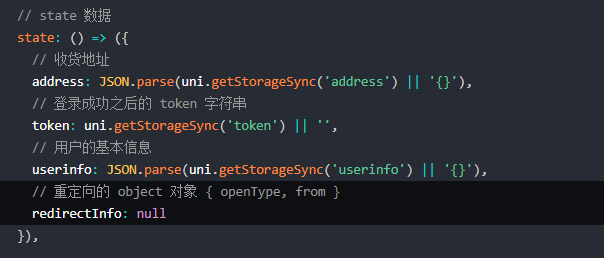 // state 数据
state: () => ({
// 收货地址
address: JSON.parse(uni.getStorageSync('address') || '{}'),
// 登录成功之后的 token 字符串
token: uni.getStorageSync('token') || '',
// 用户的基本信息
userinfo: JSON.parse(uni.getStorageSync('userinfo') || '{}'),
// 重定向的 object 对象 { openType, from }
redirectInfo: null
}),